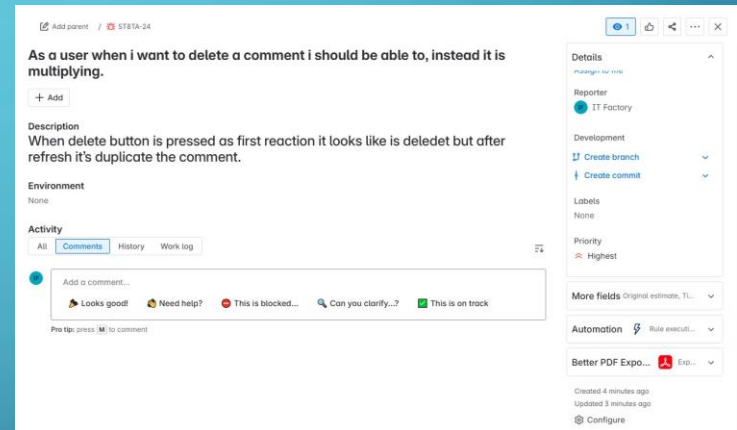 Add parent / ST8TA-24
1
As a user when i want to delete a comment i should be able to, instead it is
multiplying.
+ Add
Description
When delete button is pressed as first reaction it looks like is deledet but after
refresh it's duplicate the comment.
Environment
None
Activity
All Comments History Work log
Add a comment...
Looks good! Need help? This is blocked... Can you clarify...? This is on track
Pro tip: press M to comment
Details
Assign to me
Reporter
IT Factory
Development
Create branch
Create commit
Labels
None
Priority
Highest
More fields Original estimate, Ti...
Automation Rule executi...
Better PDF Expo... Exp...
Created 4 minutes ago
Updated 3 minutes ago
Configure